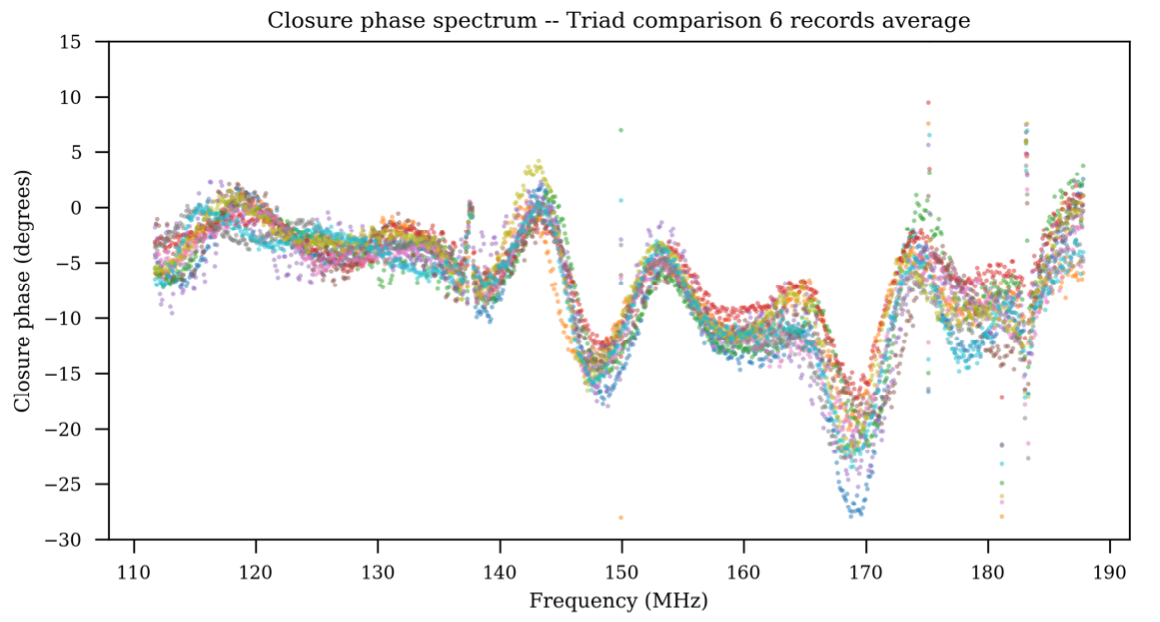 Closure phase spectrum -- Triad comparison 6 records average
15
10
5
0
−5
−10
−15
−20
−25
−30
Closure phase (degrees)
110 120 130 140 150 160 170 180 190
Frequency (MHz)